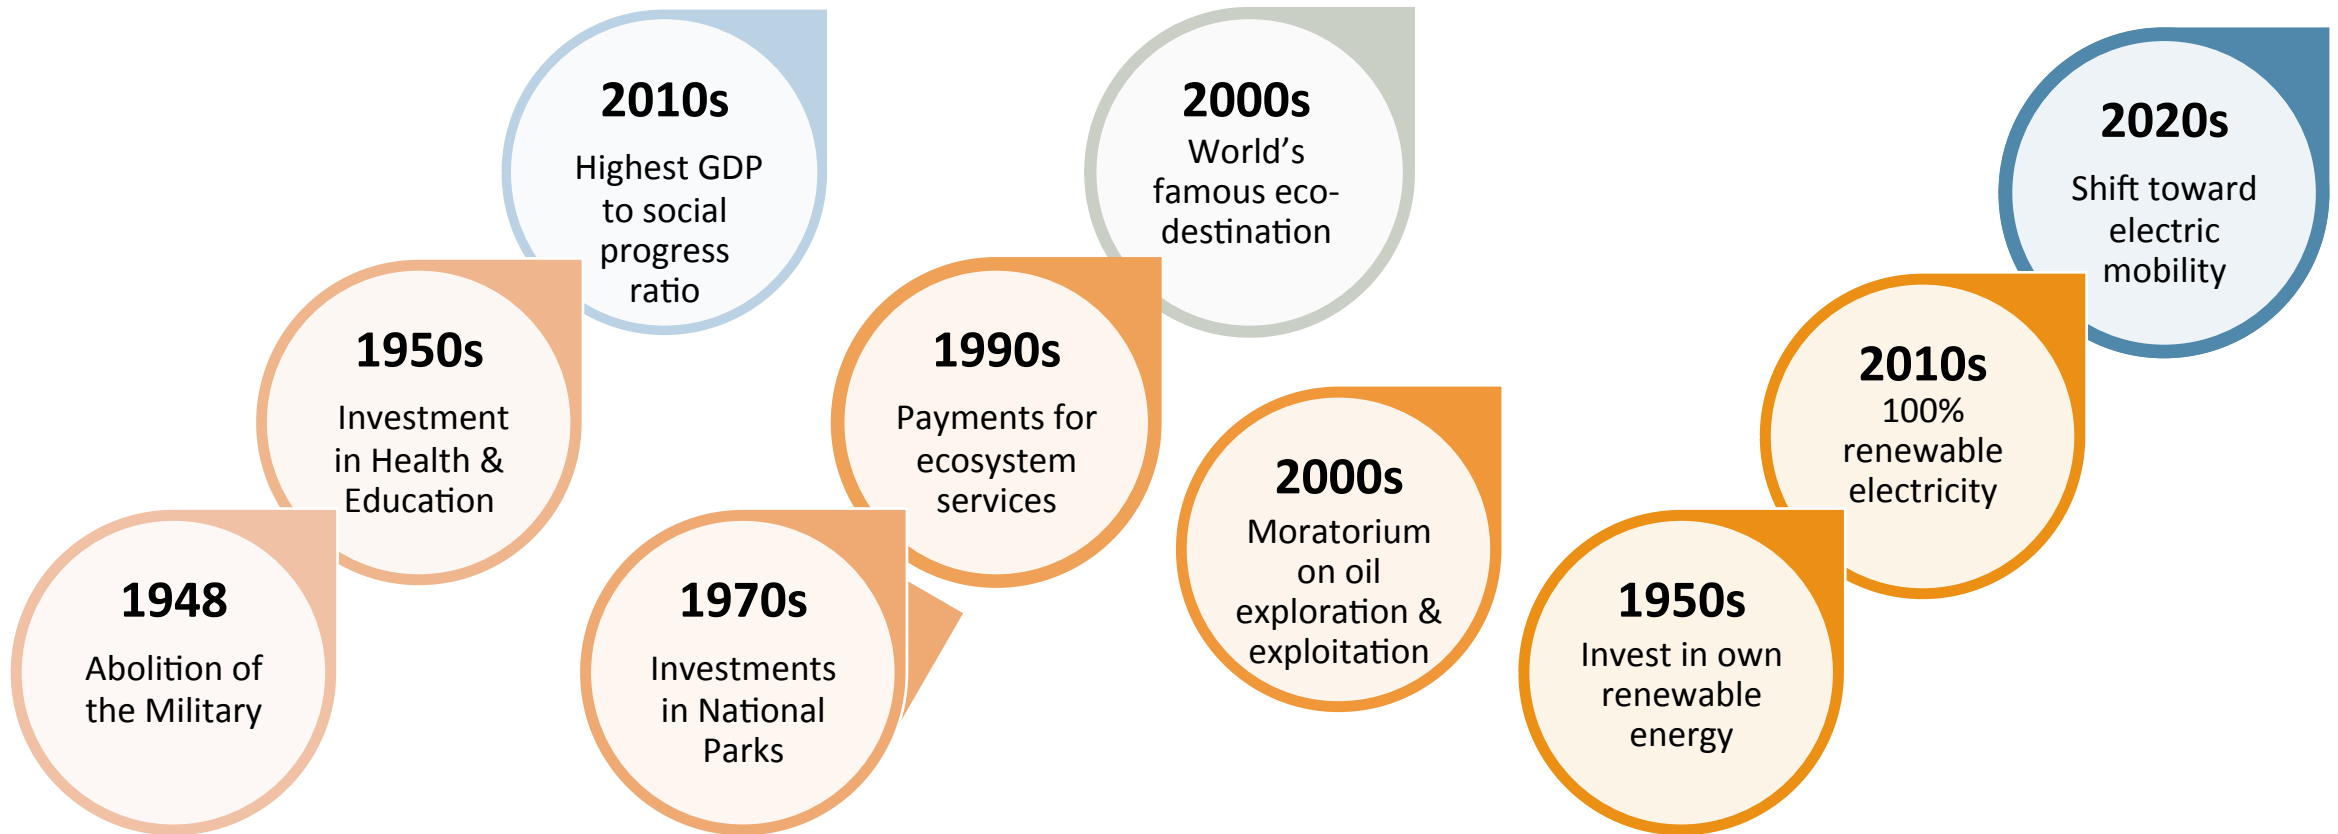 1948
Abolition of
the Military
1950s
Investment
in Health &
Education
2010s
Highest GDP
to social
progress
ratio
1970s
Investments
in National
Parks
1990s
Payments for
ecosystem
services
2000s
World’s
famous eco-
destination
2000s
Moratorium
on oil
exploration &
exploitation
1950s
Invest in own
renewable
energy
2010s
100%
renewable
electricity
2020s
Shift toward
electric
mobility